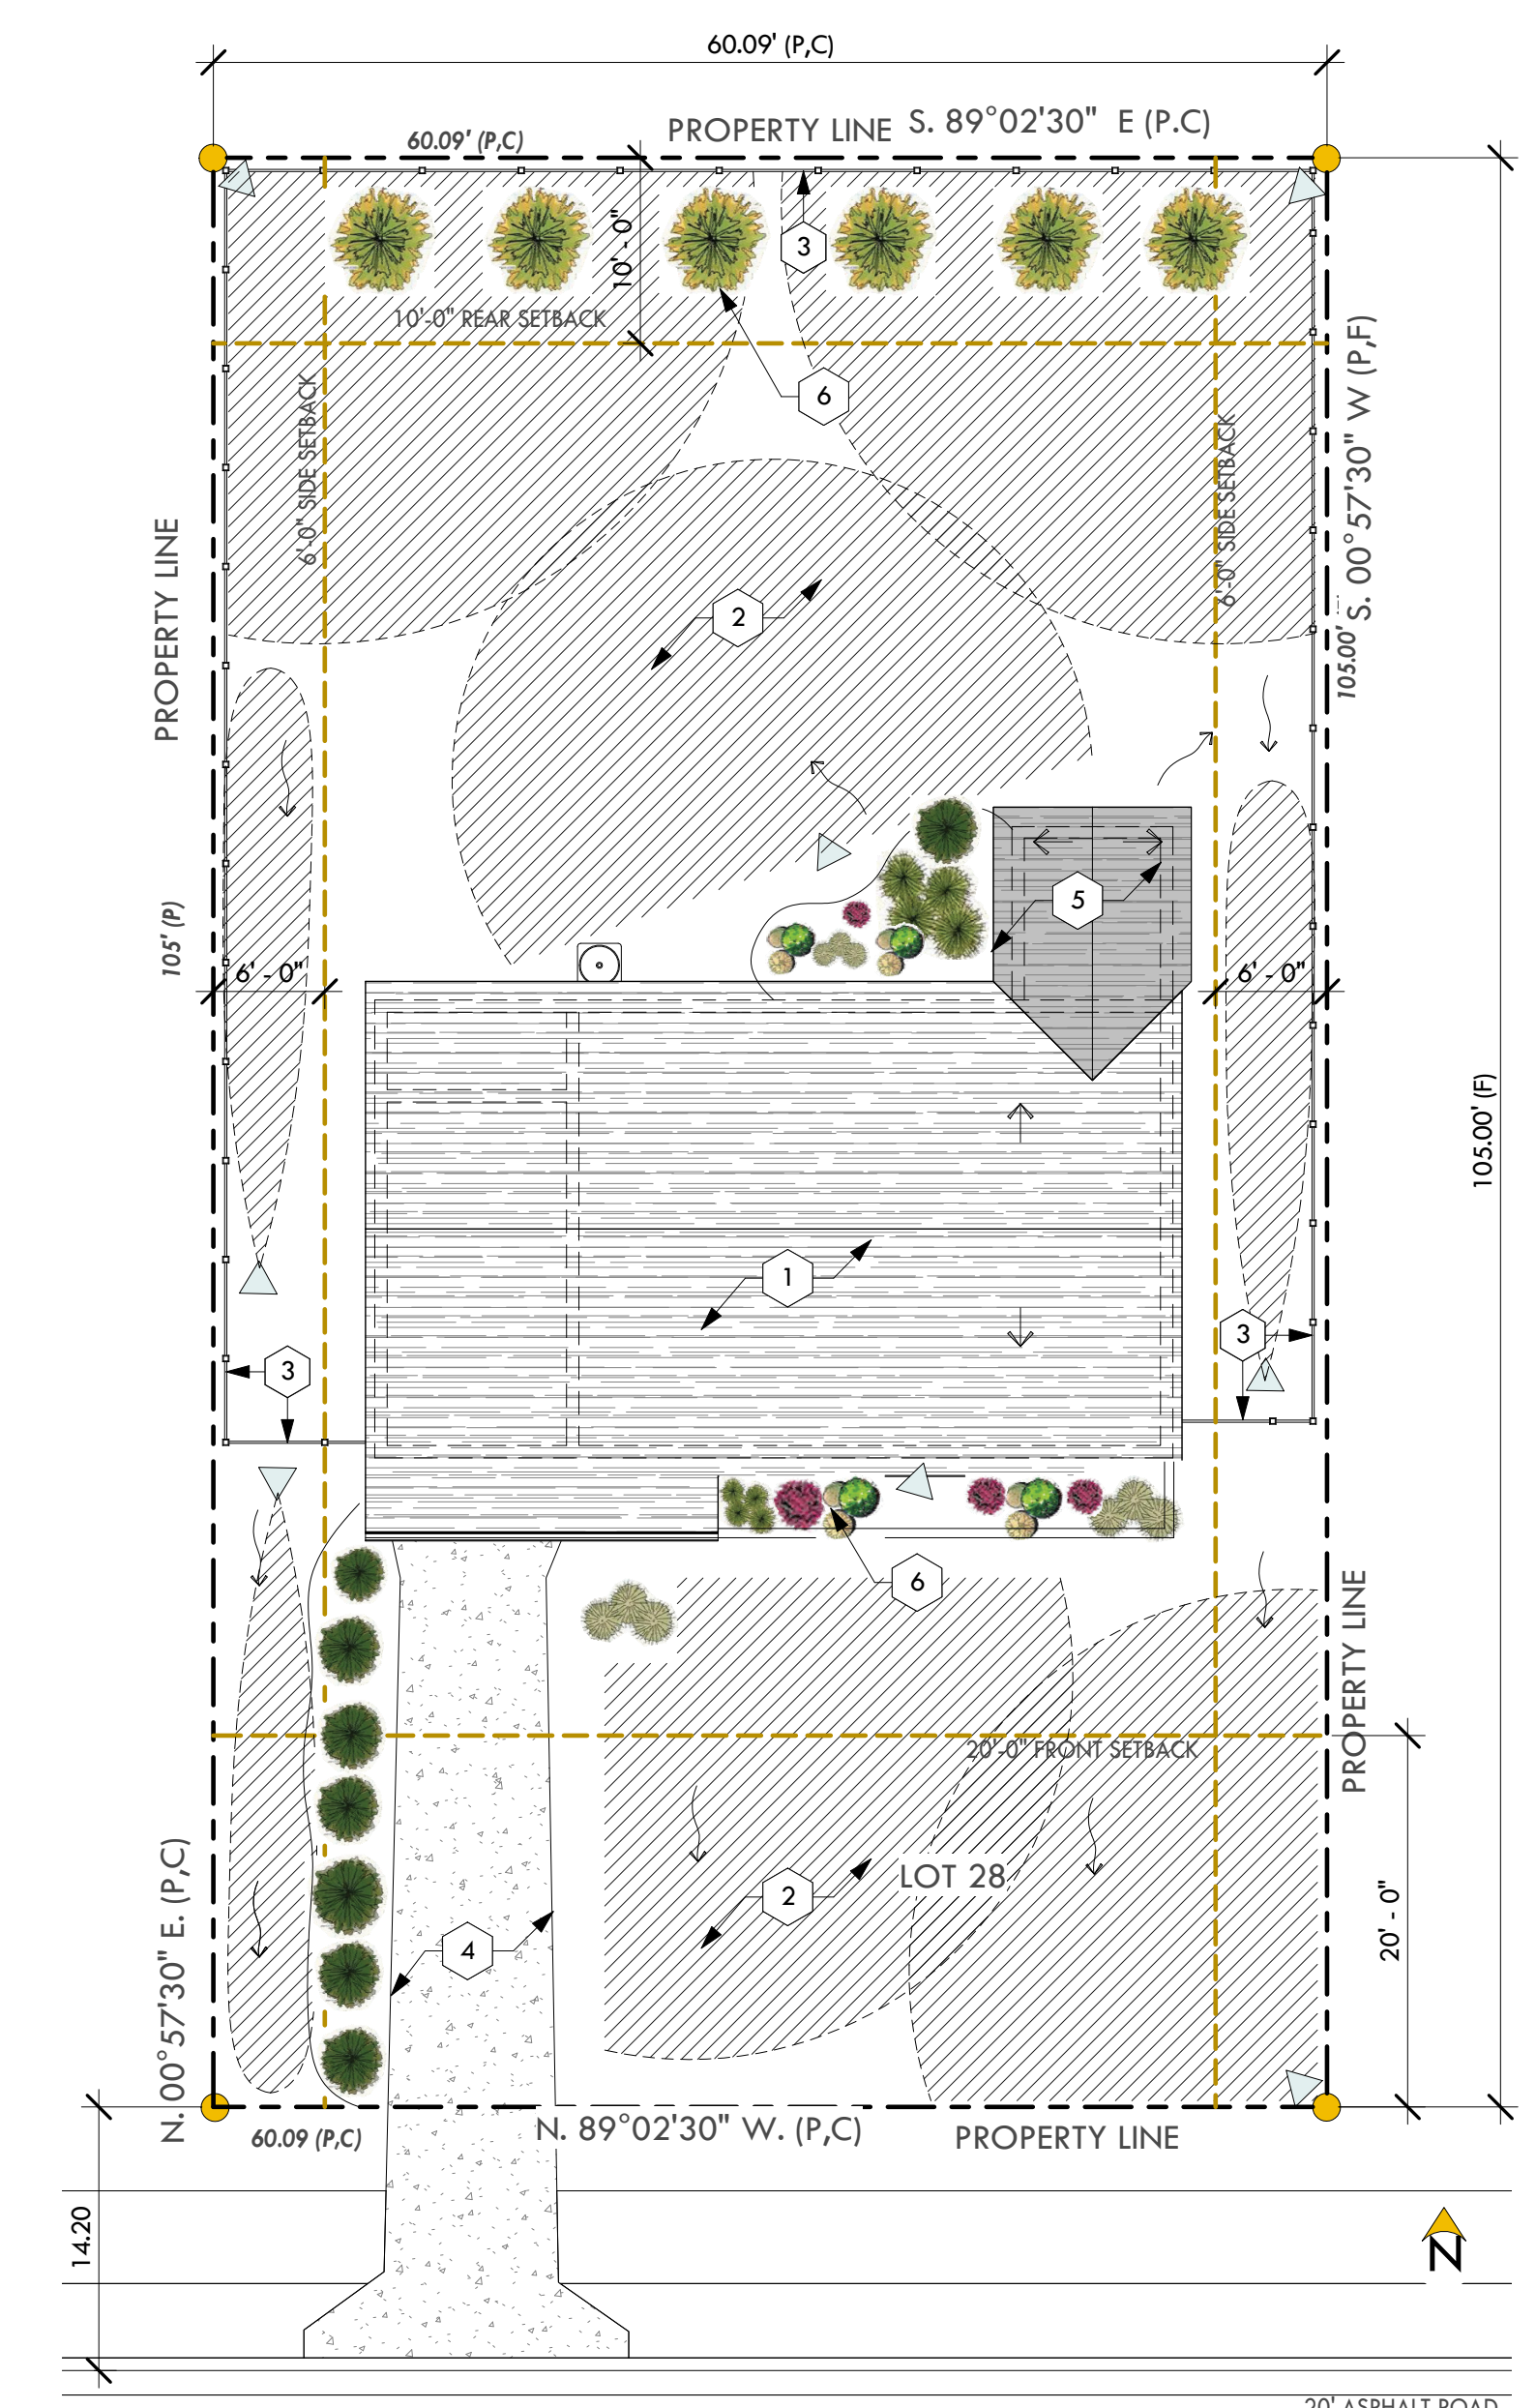 60.09' (P,C)
60.09' (P,C)
PROPERTY LINE S. 89°02'30" E (P.C)
3
10' - 0"
10'-0" REAR SETBACK
6
6'-0" SIDE SETBACK
6'-0" SIDE SETBACK
S. 00°57'30" W (P,F)
105.00'
PROPERTY LINE
2
105' (P)
5
6' - 0"
6' - 0"
105.00' (F)
1
3
3
6
PROPERTY LINE
20'-0" FRONT SETBACK
LOT 28
2
4
20' - 0"
N. 00°57'30" E. (P,C)
60.09 (P,C)
N. 89°02'30" W. (P,C)
PROPERTY LINE
14.20
N
20' ASPHALT ROAD